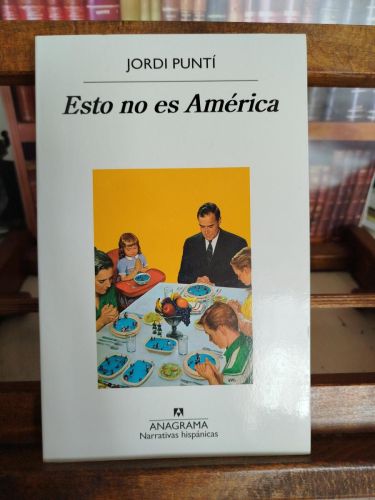 JORDI PUNTÍ
Esto no es América
ANAGRAMA
Narrativas hispánicas